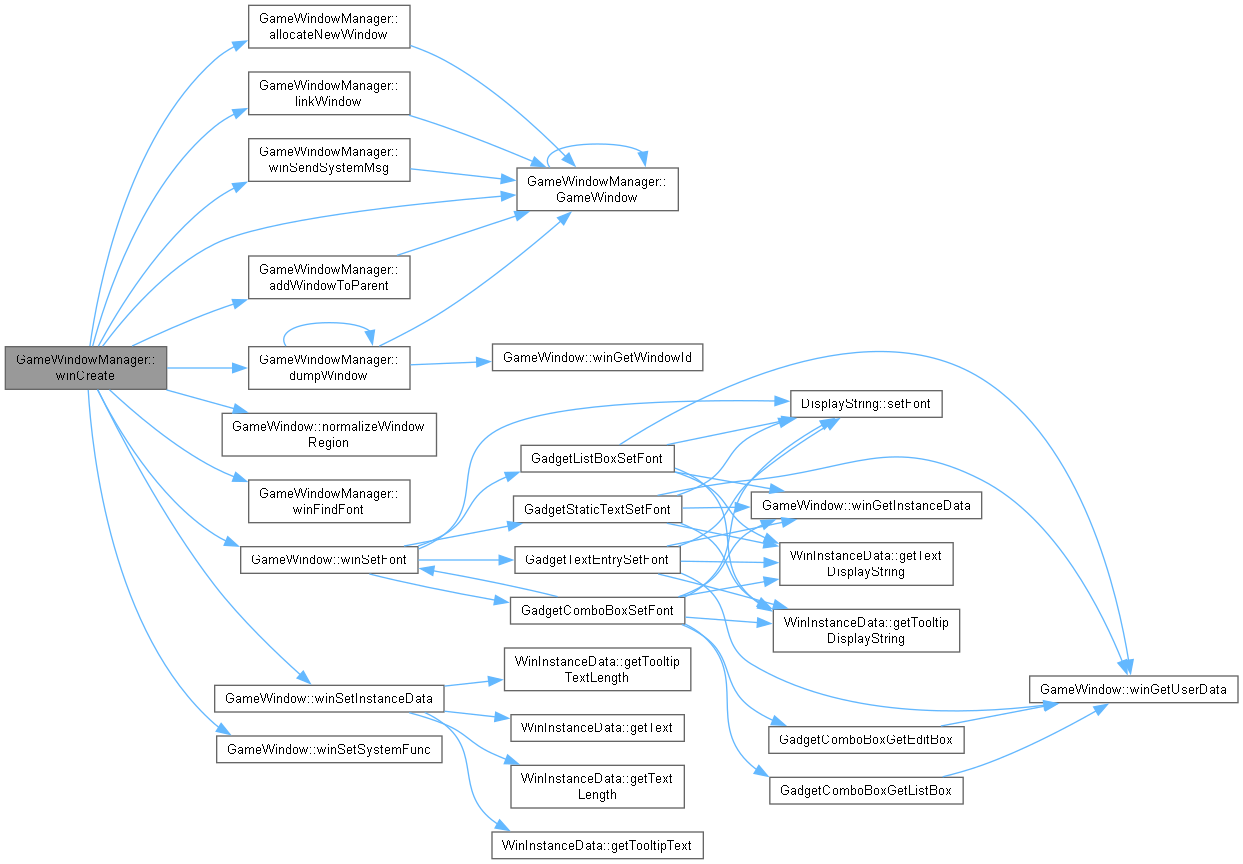 GameWindowManager::
allocateNewWindow
GameWindowManager::
linkWindow
GameWindowManager::
winSendSystemMsg
GameWindowManager::
GameWindow
GameWindowManager::
addWindowToParent
GameWindowManager::
winCreate
GameWindowManager::
dumpWindow
GameWindow::winGetWindowId
GameWindow::normalizeWindow
Region
DisplayString::setFont
GadgetListBoxSetFont
GameWindowManager::
winFindFont
GadgetStaticTextSetFont
GameWindow::winGetInstanceData
GameWindow::winSetFont
GadgetTextEntrySetFont
WinInstanceData::getText
DisplayString
GadgetComboBoxSetFont
WinInstanceData::getTooltip
DisplayString
WinInstanceData::getTooltip
TextLength
GameWindow::winGetUserData
GameWindow::winSetInstanceData
WinInstanceData::getText
GameWindow::winSetSystemFunc
GadgetComboBoxGetEditBox
WinInstanceData::getText
Length
GadgetComboBoxGetListBox
WinInstanceData::getTooltipText